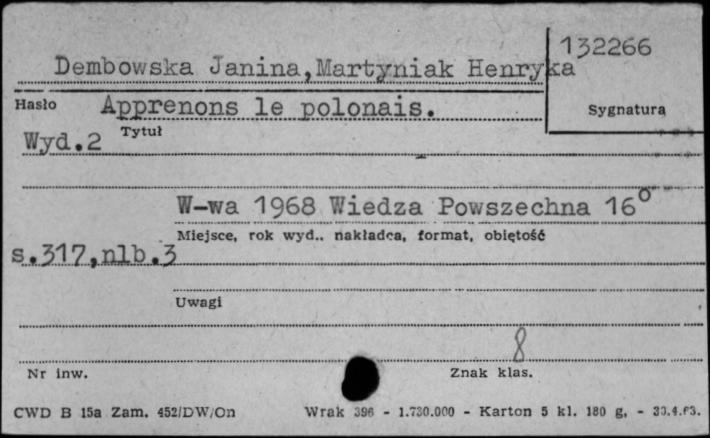 132266
Dembowska Janina,Martyniak Henryka
Hasło Apprenons le polonais. Sygnatura
Tytuł
Wyd.2
W-wa 1968 Wiedza Powszechna 16°
Miejsce, rok wyd., nakładca, format, objętość
s.317,nlb.3
Uwagi
8
Nr inw. Znak klas.
CWD B 15a Zam. 452/DW/On Wrak 396 - 1.730.000 - Karton 5 kl. 180 g, -